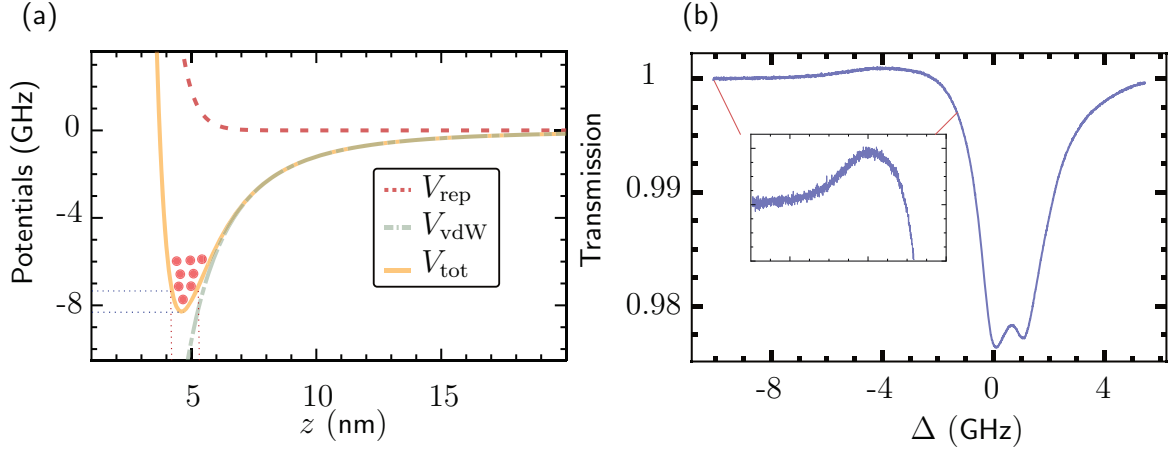 (a)
Potentials (GHz)
0
-4
-8
5
10
15
z (nm)
V_rep
V_vdW
V_tot
(b)
Transmission
1
0.99
0.98
-8
-4
0
4
Δ (GHz)